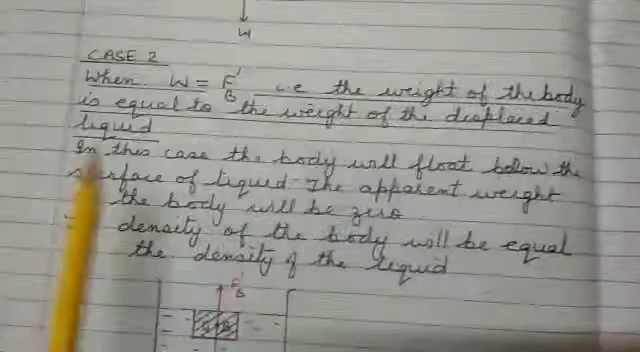 W
CASE 2
When W = F'B i.e the weight of the body
is equal to the weight of the displaced
liquid
In this case the body will float below the
surface of liquid. The apparent weight
the body will be zero
density of the body will be equal
the density of the liquid
F'B